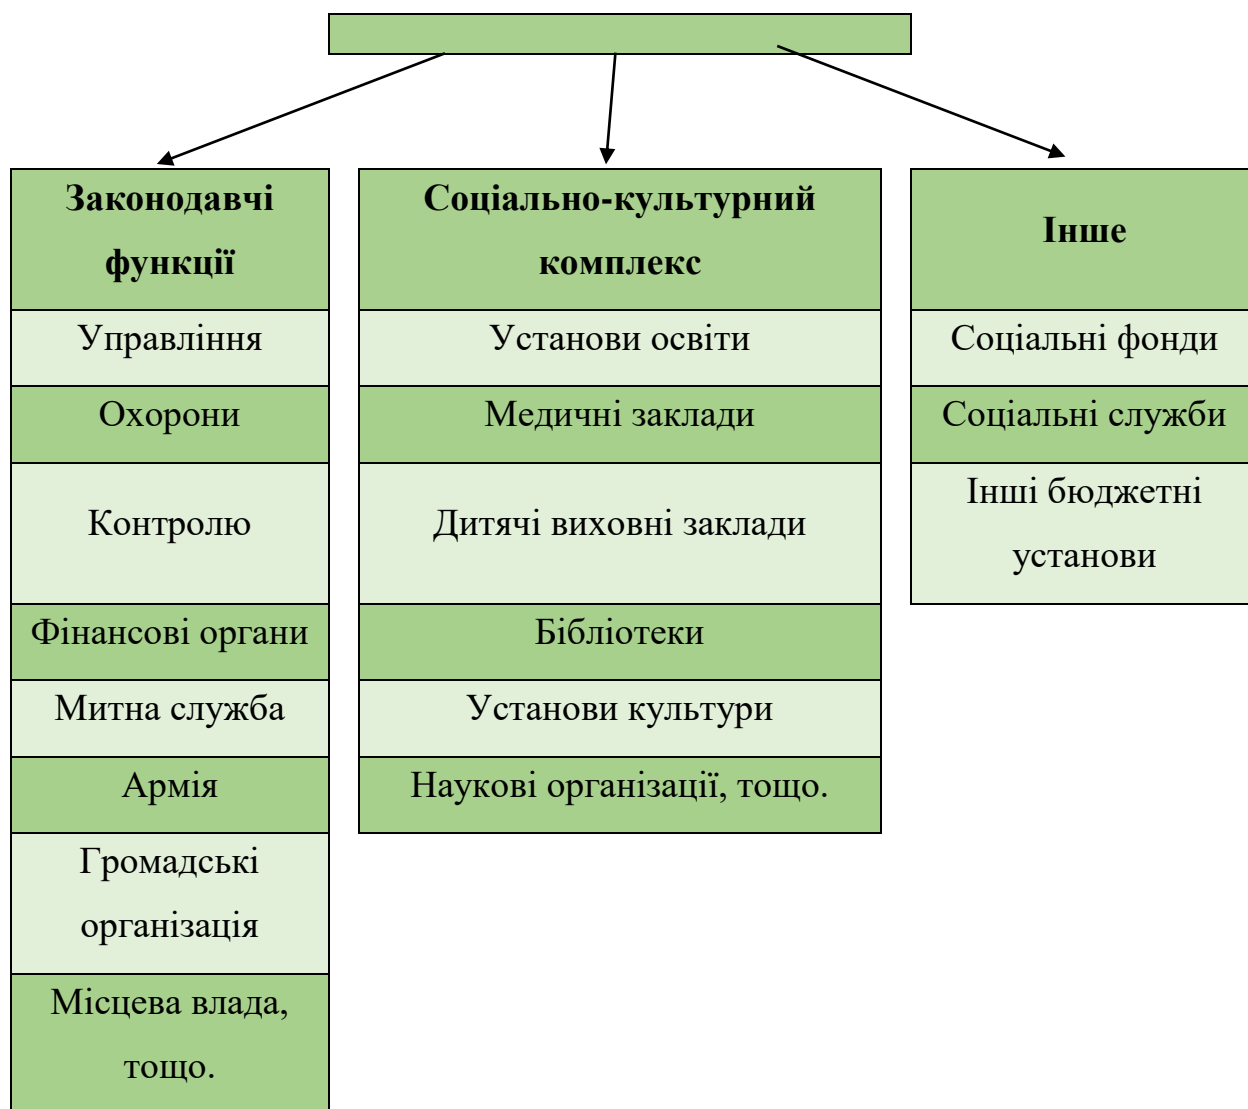 Законодавчі
функції
Управління
Охорони
Контролю
Фінансові органи
Митна служба
Армія
Громадські
організація
Місцева влада,
тощо.
Соціально-культурний
комплекс
Установи освіти
Медичні заклади
Дитячі виховні заклади
Бібліотеки
Установи культури
Наукові організації, тощо.
Інше
Соціальні фонди
Соціальні служби
Інші бюджетні
установи